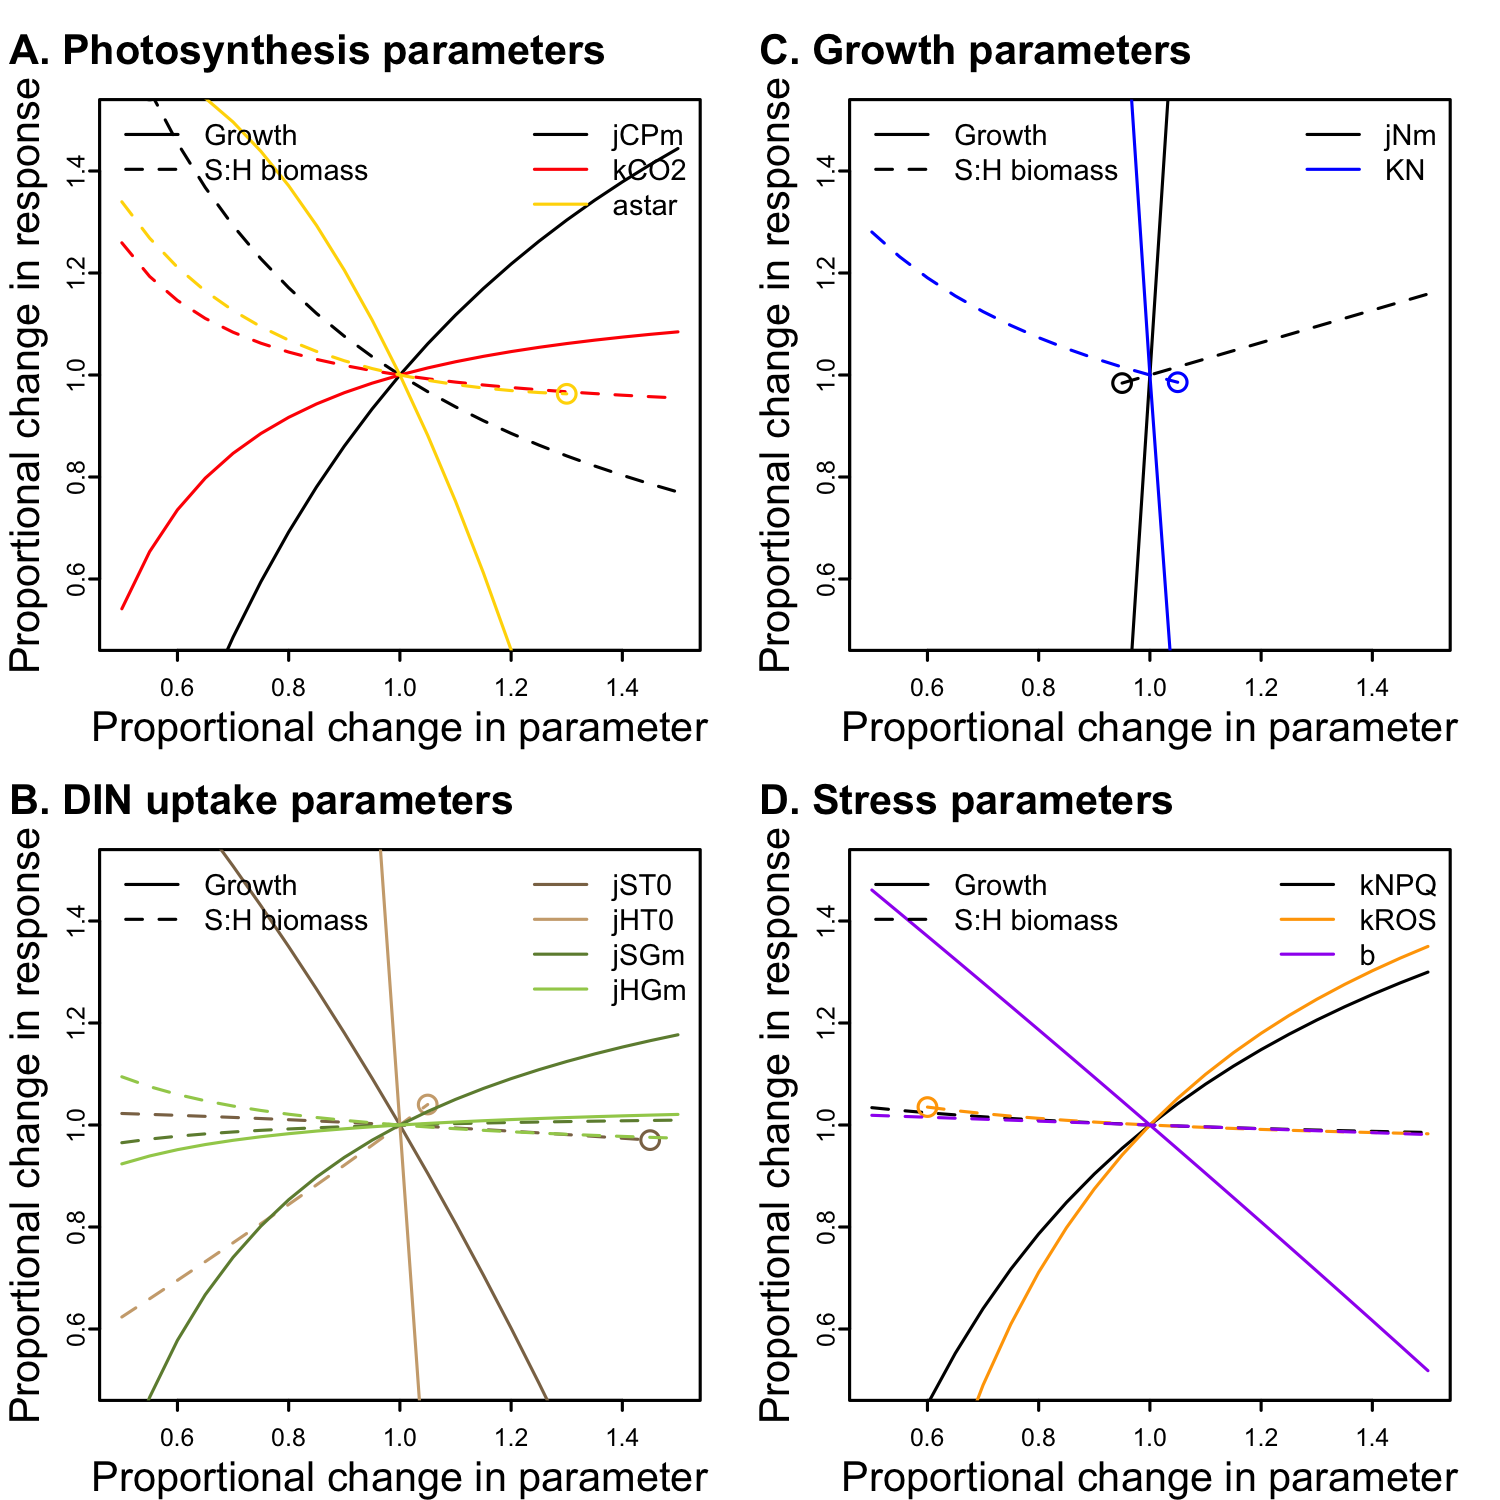 A. Photosynthesis parameters
Proportional change in response
Growth
S:H biomass
jCPm
kCO2
astar
0.6
0.8
1.0
1.2
1.4
0.6
0.8
1.0
1.2
1.4
Proportional change in parameter
C. Growth parameters
Proportional change in response
Growth
S:H biomass
jNm
KN
0.6
0.8
1.0
1.2
1.4
0.6
0.8
1.0
1.2
1.4
Proportional change in parameter
B. DIN uptake parameters
Proportional change in response
Growth
S:H biomass
jST0
jHT0
jSGm
jHGm
0.6
0.8
1.0
1.2
1.4
0.6
0.8
1.0
1.2
1.4
Proportional change in parameter
D. Stress parameters
Proportional change in response
Growth
S:H biomass
kNPQ
kROS
b
0.6
0.8
1.0
1.2
1.4
0.6
0.8
1.0
1.2
1.4
Proportional change in parameter